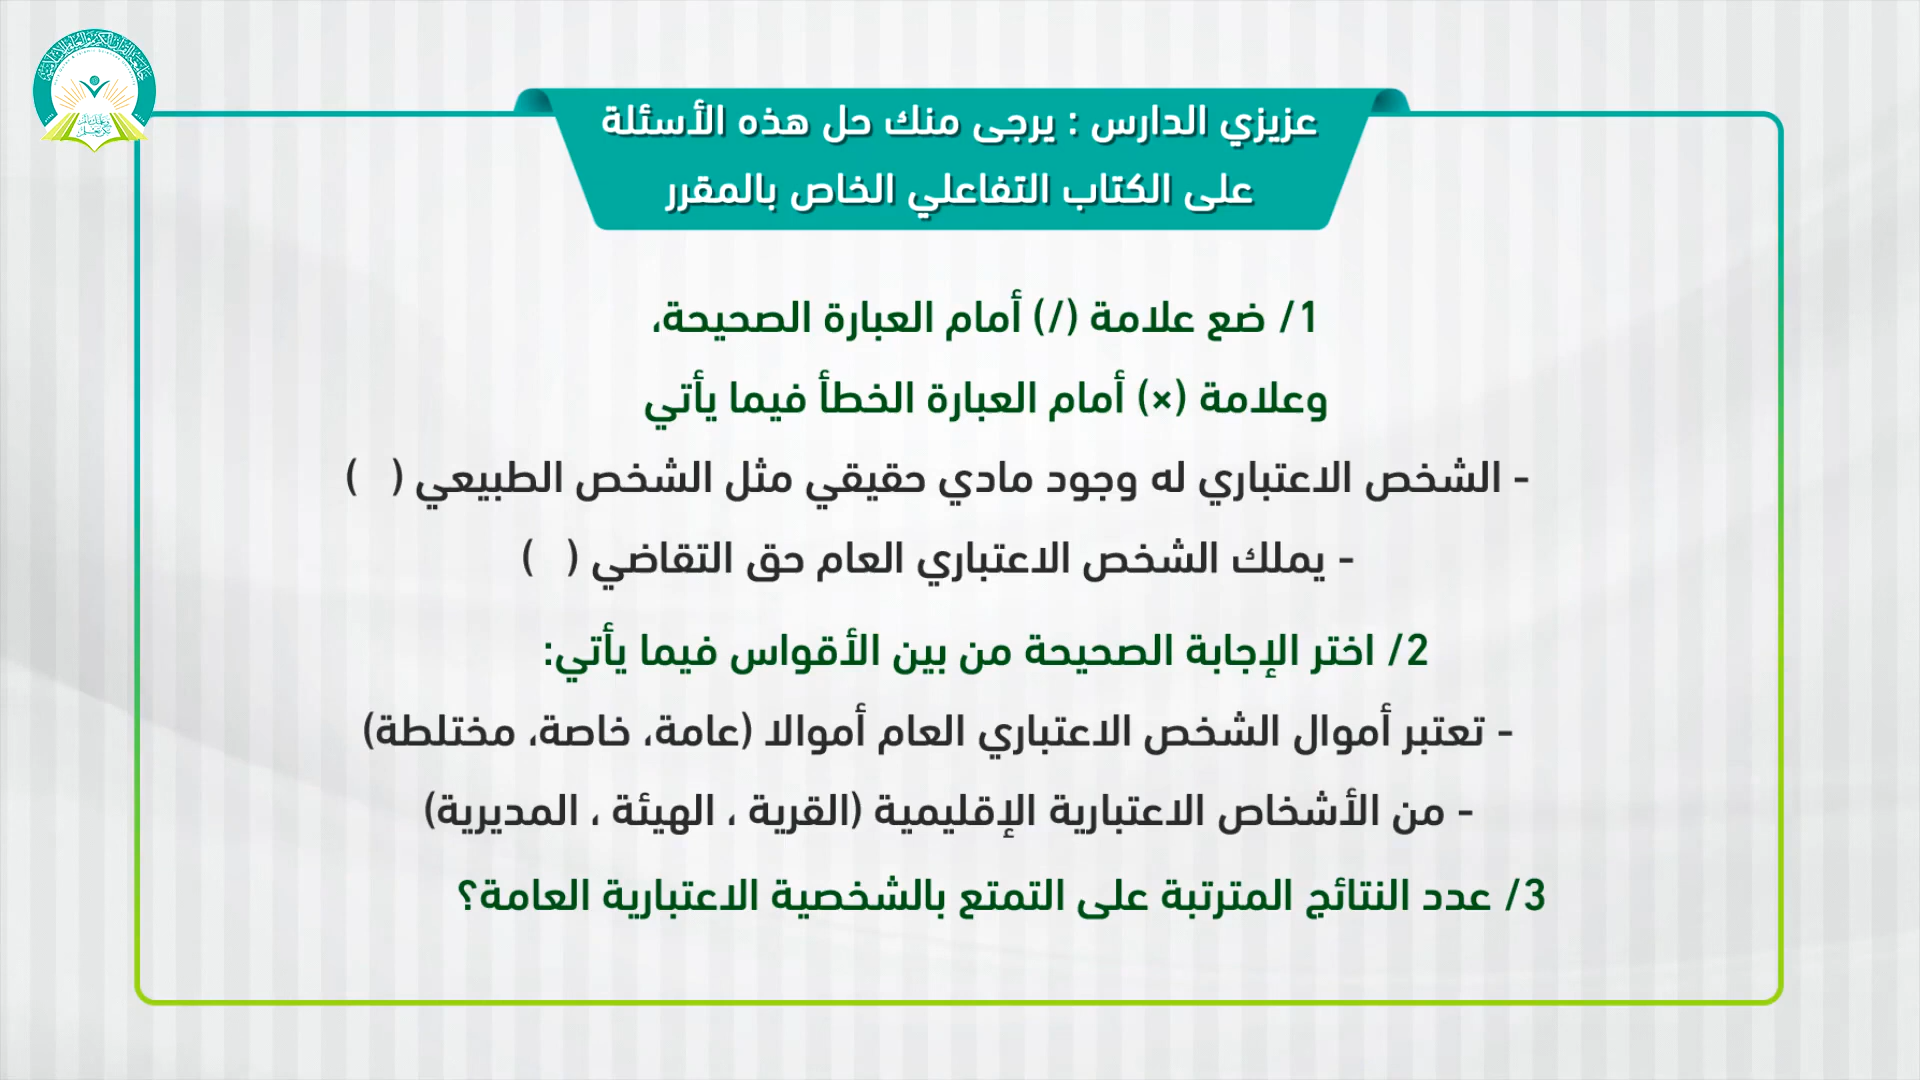 عزيزي الدارس : يرجى منك حل هذه الأسئلة
على الكتاب التفاعلي الخاص بالمقرر
1/ ضع علامة (/) أمام العبارة الصحيحة،
وعلامة (×) أمام العبارة الخطأ فيما يأتي
- الشخص الاعتباري له وجود مادي حقيقي مثل الشخص الطبيعي (   )
- يملك الشخص الاعتباري العام حق التقاضي (   )
2/ اختر الإجابة الصحيحة من بين الأقواس فيما يأتي:
- تعتبر أموال الشخص الاعتباري العام أموالا (عامة، خاصة، مختلطة)
- من الأشخاص الاعتبارية الإقليمية (القرية ، الهيئة ، المديرية)
3/ عدد النتائج المترتبة على التمتع بالشخصية الاعتبارية العامة؟